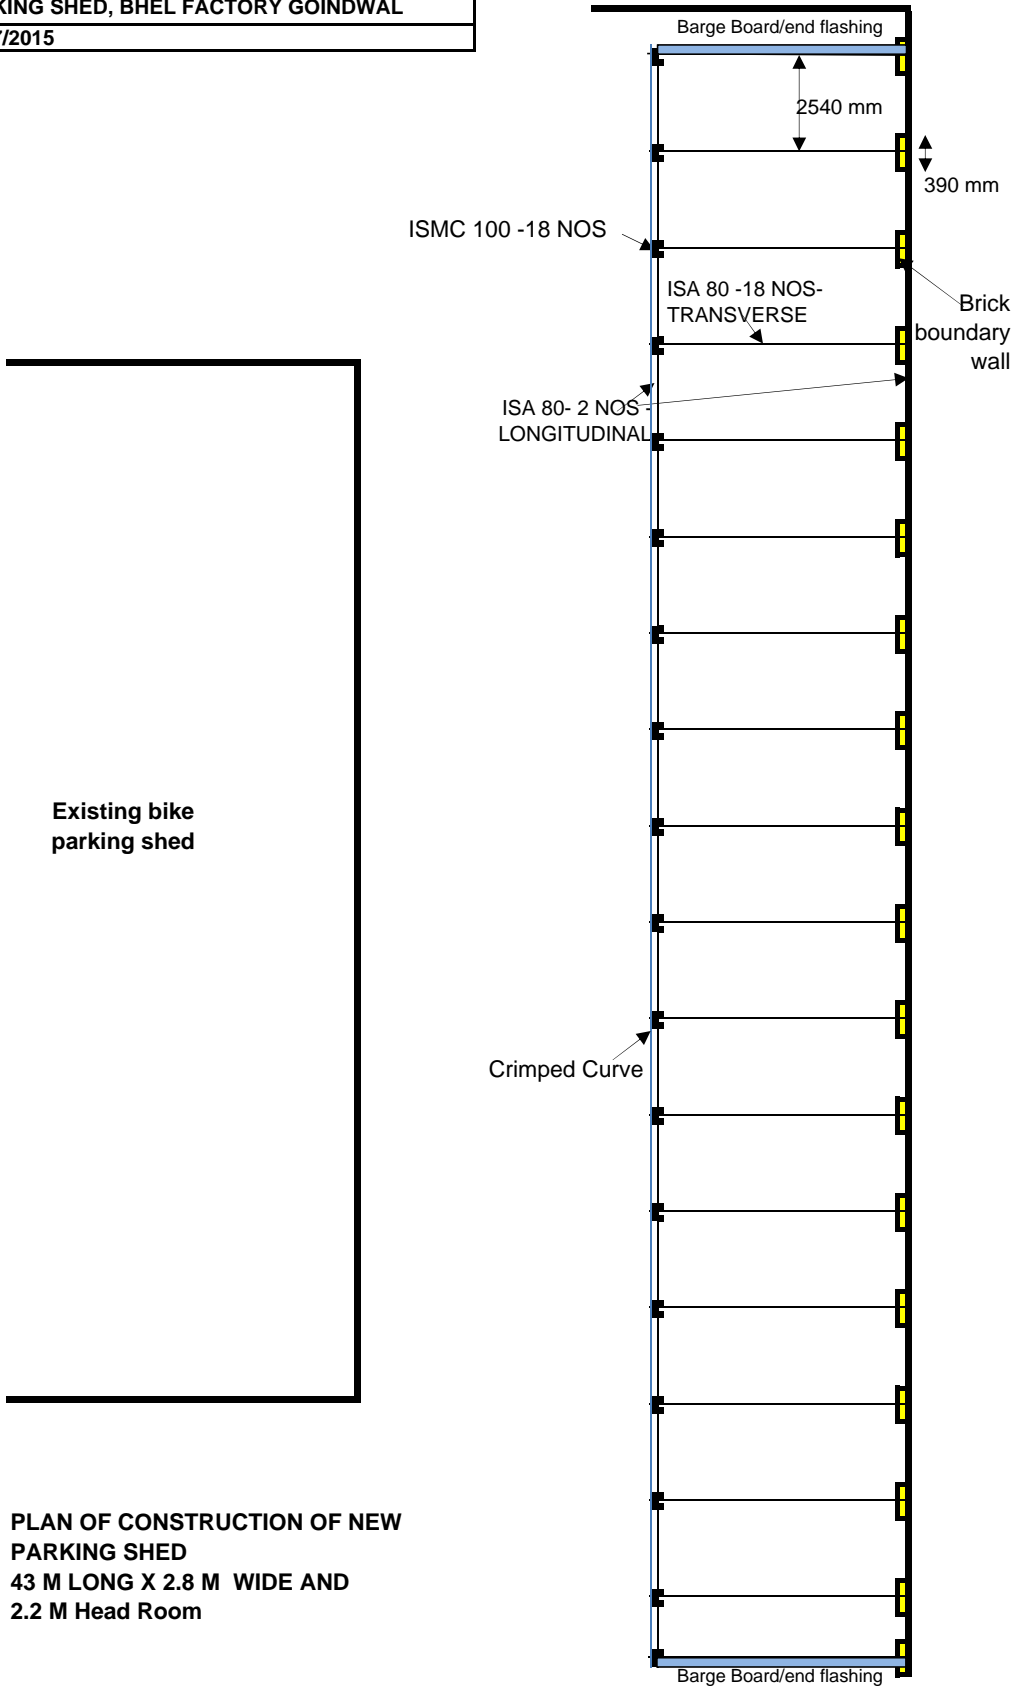 KING SHED, BHEL FACTORY GOINDWAL
7/2015
Barge Board/end flashing
2540 mm
390 mm
ISMC 100 -18 NOS
ISA 80 -18 NOS-
TRANSVERSE
Brick
boundary
wall
ISA 80- 2 NOS -
LONGITUDINAL
Existing bike
parking shed
Crimped Curve
PLAN OF CONSTRUCTION OF NEW
PARKING SHED
43 M LONG X 2.8 M WIDE AND
2.2 M Head Room
Barge Board/end flashing